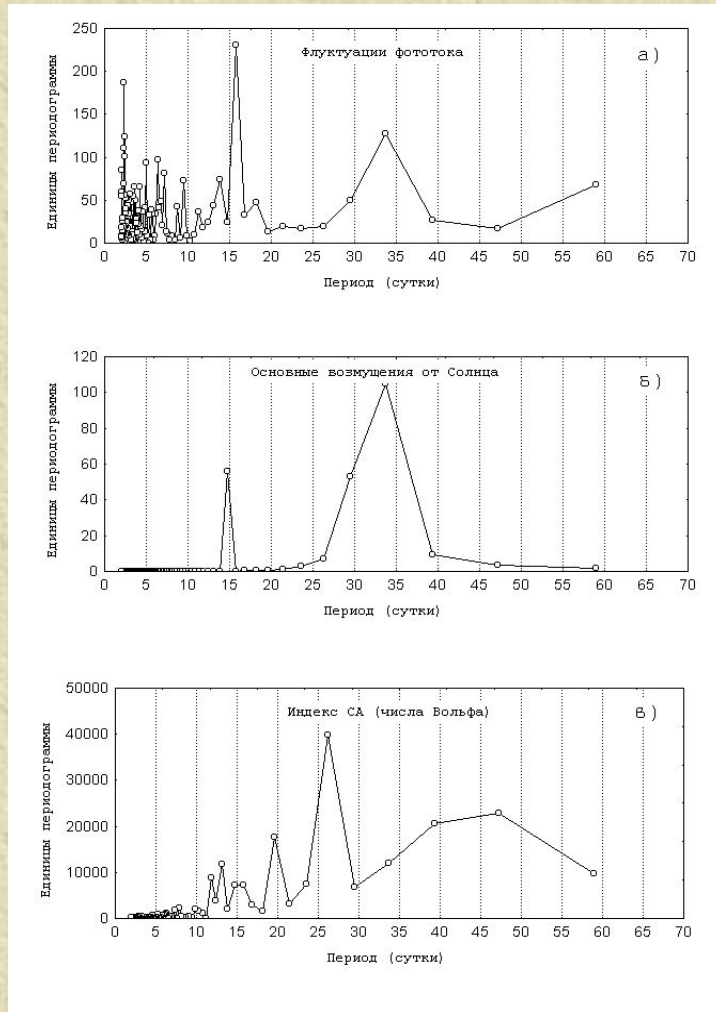 Флуктуации фототока
а)
Единицы периодограммы
250
200
150
100
50
0
0 5 10 15 20 25 30 35 40 45 50 55 60 65 70
Период (сутки)
Основные возмущения от Солнца
б)
Единицы периодограммы
120
100
80
60
40
20
0
0 5 10 15 20 25 30 35 40 45 50 55 60 65 70
Период (сутки)
Индекс СА (числа Вольфа)
в)
Единицы периодограммы
50000
40000
30000
20000
10000
0
0 5 10 15 20 25 30 35 40 45 50 55 60 65 70
Период (сутки)